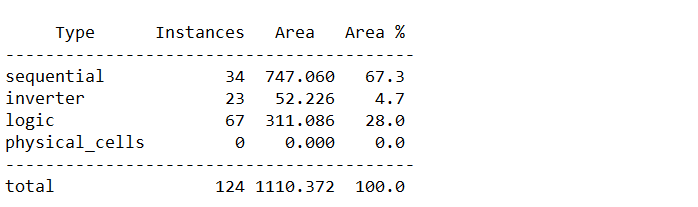 Type      Instances   Area   Area %
-----------------------------------------
sequential            34  747.060   67.3
inverter              23   52.226    4.7
logic                 67  311.086   28.0
physical_cells         0    0.000    0.0
-----------------------------------------
total                124 1110.372  100.0